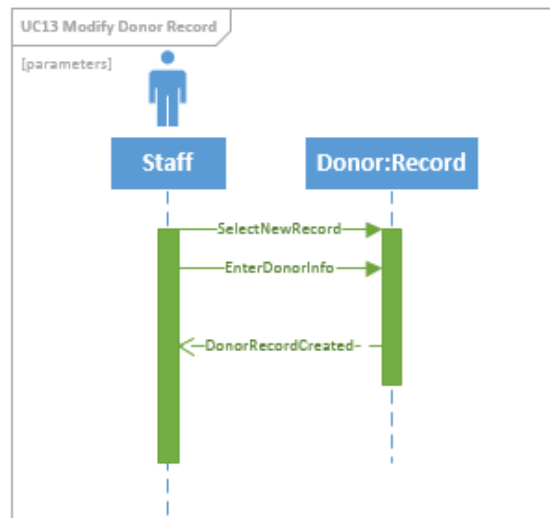 UC13 Modify Donor Record
[parameters]
Staff
Donor:Record
SelectNewRecord
EnterDonorInfo
DonorRecordCreated